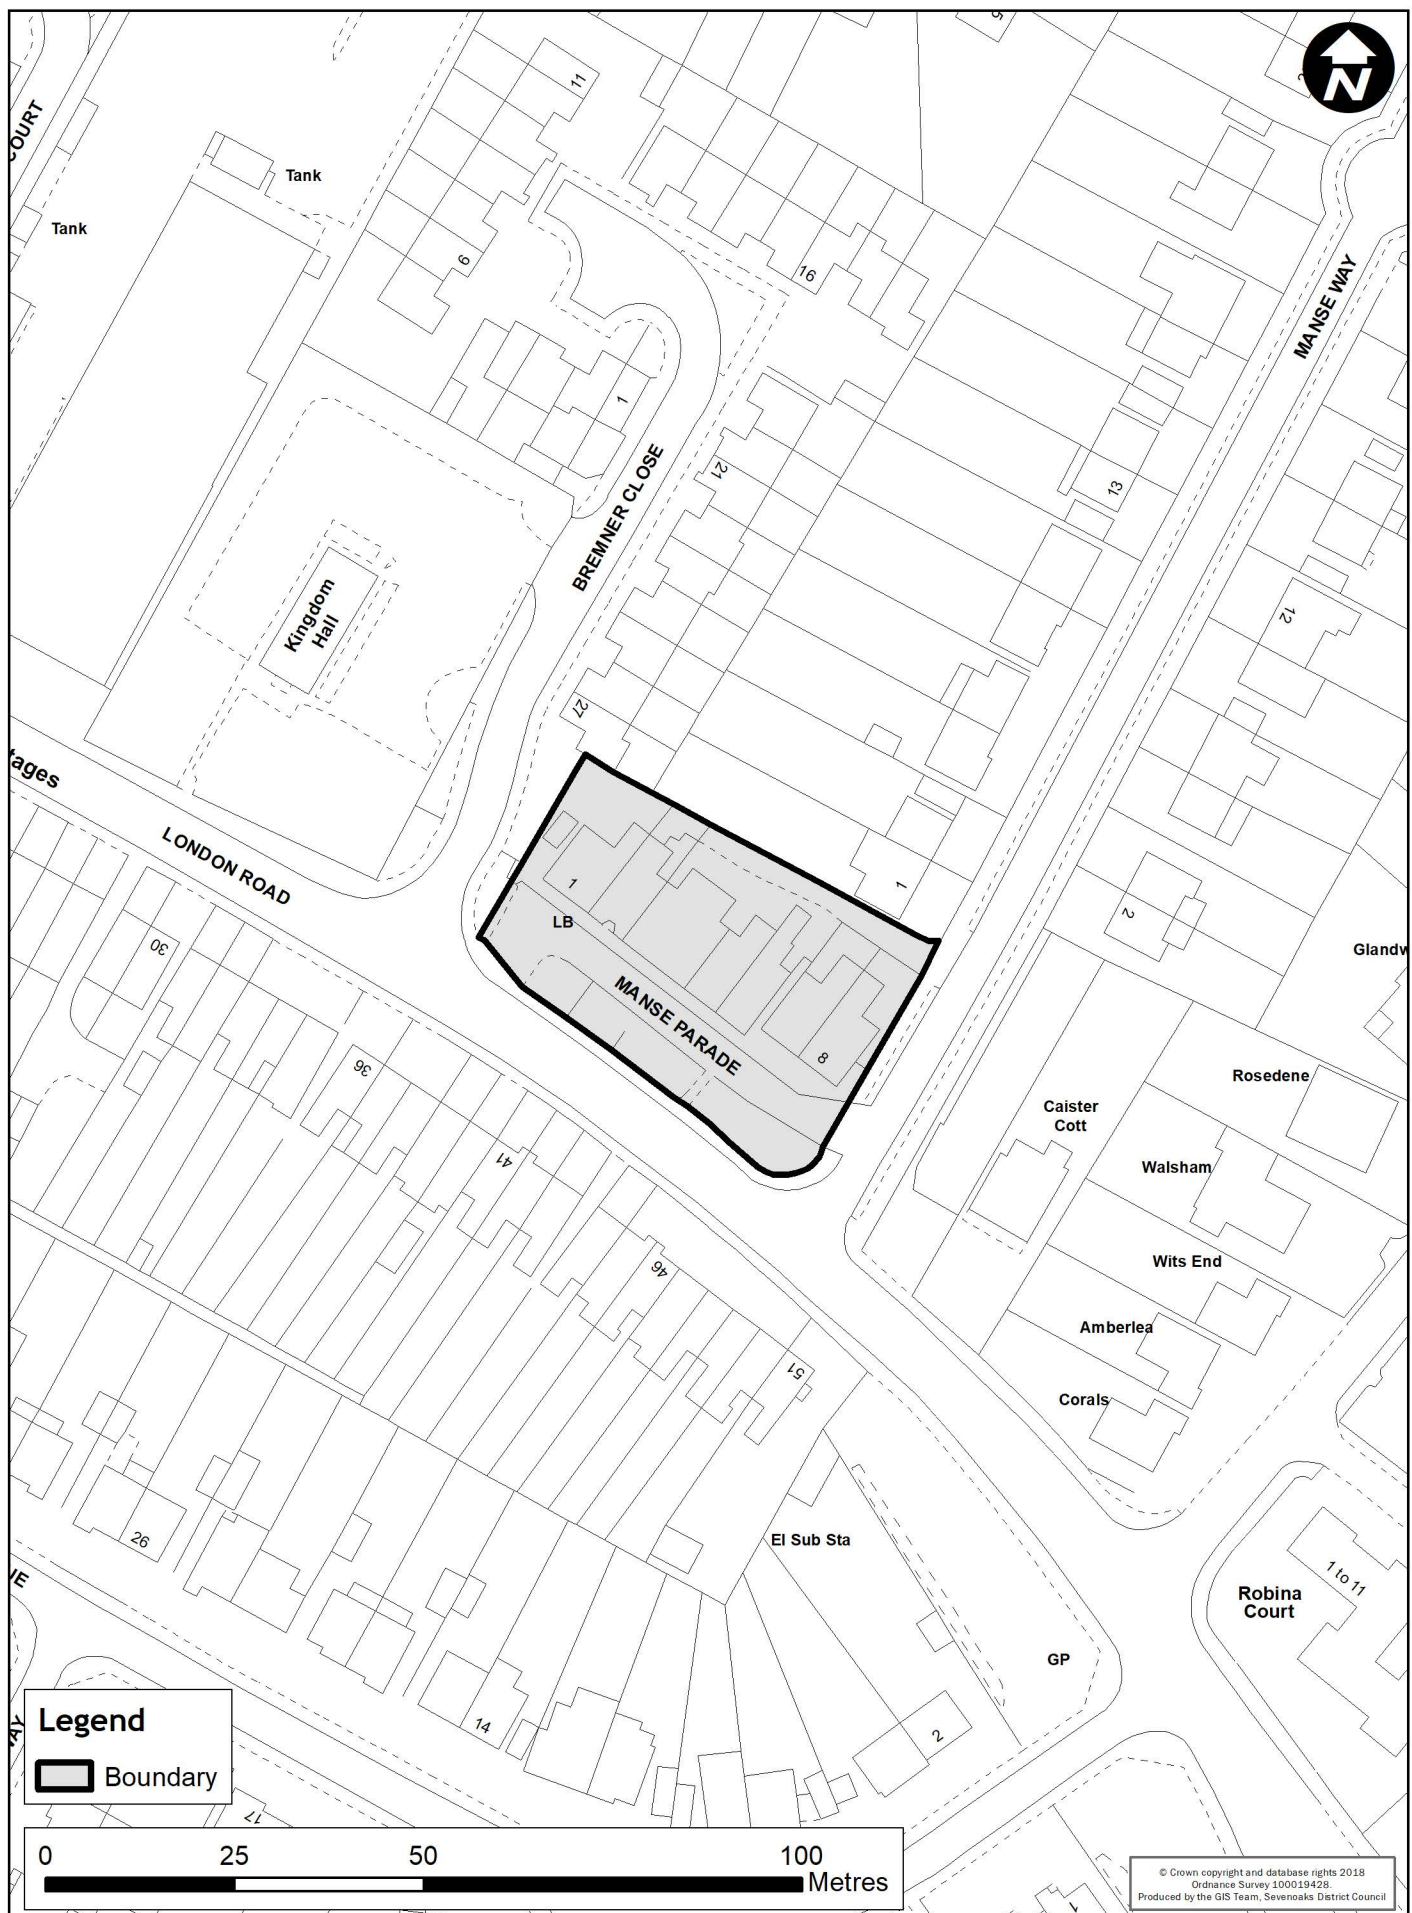 N
COURT
Tank
Tank
11
6
16
1
21
BREMNER CLOSE
MANSE WAY
13
12
Kingdom
Hall
27
tages
LONDON ROAD
1
LB
MANSE PARADE
8
1
2
Glandw
30
36
41
46
51
Caister
Cott
Rosedene
Walsham
Wits End
Amberlea
Corals
El Sub Sta
26
14
17
2
GP
Robina
Court
1 to 11
Legend
Boundary
0 25 50 100
Metres
© Crown copyright and database rights 2018
Ordnance Survey 100019428.
Produced by the GIS Team, Sevenoaks District Council